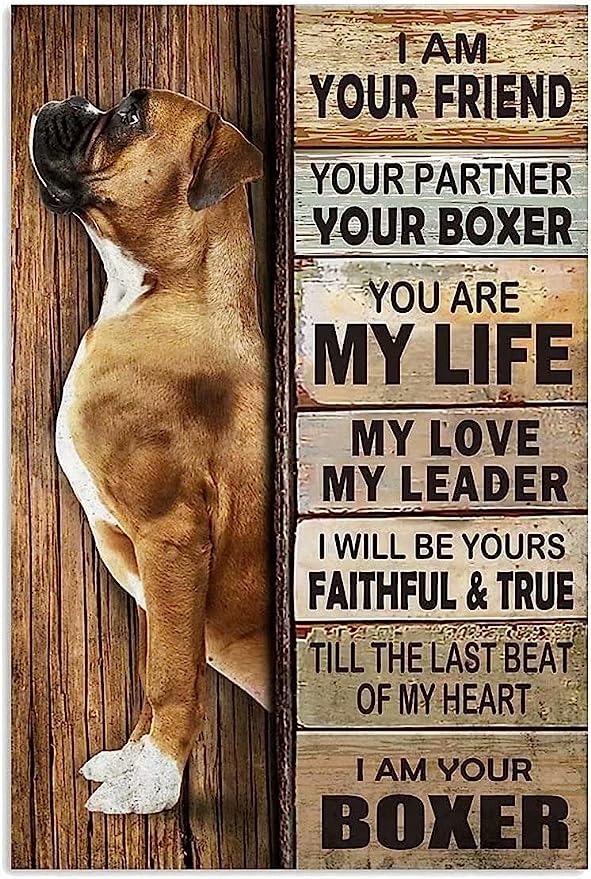 I AM
YOUR FRIEND
YOUR PARTNER
YOUR BOXER
YOU ARE
MY LIFE
MY LOVE
MY LEADER
I WILL BE YOURS
FAITHFUL & TRUE
TILL THE LAST BEAT
OF MY HEART
I AM YOUR
BOXER